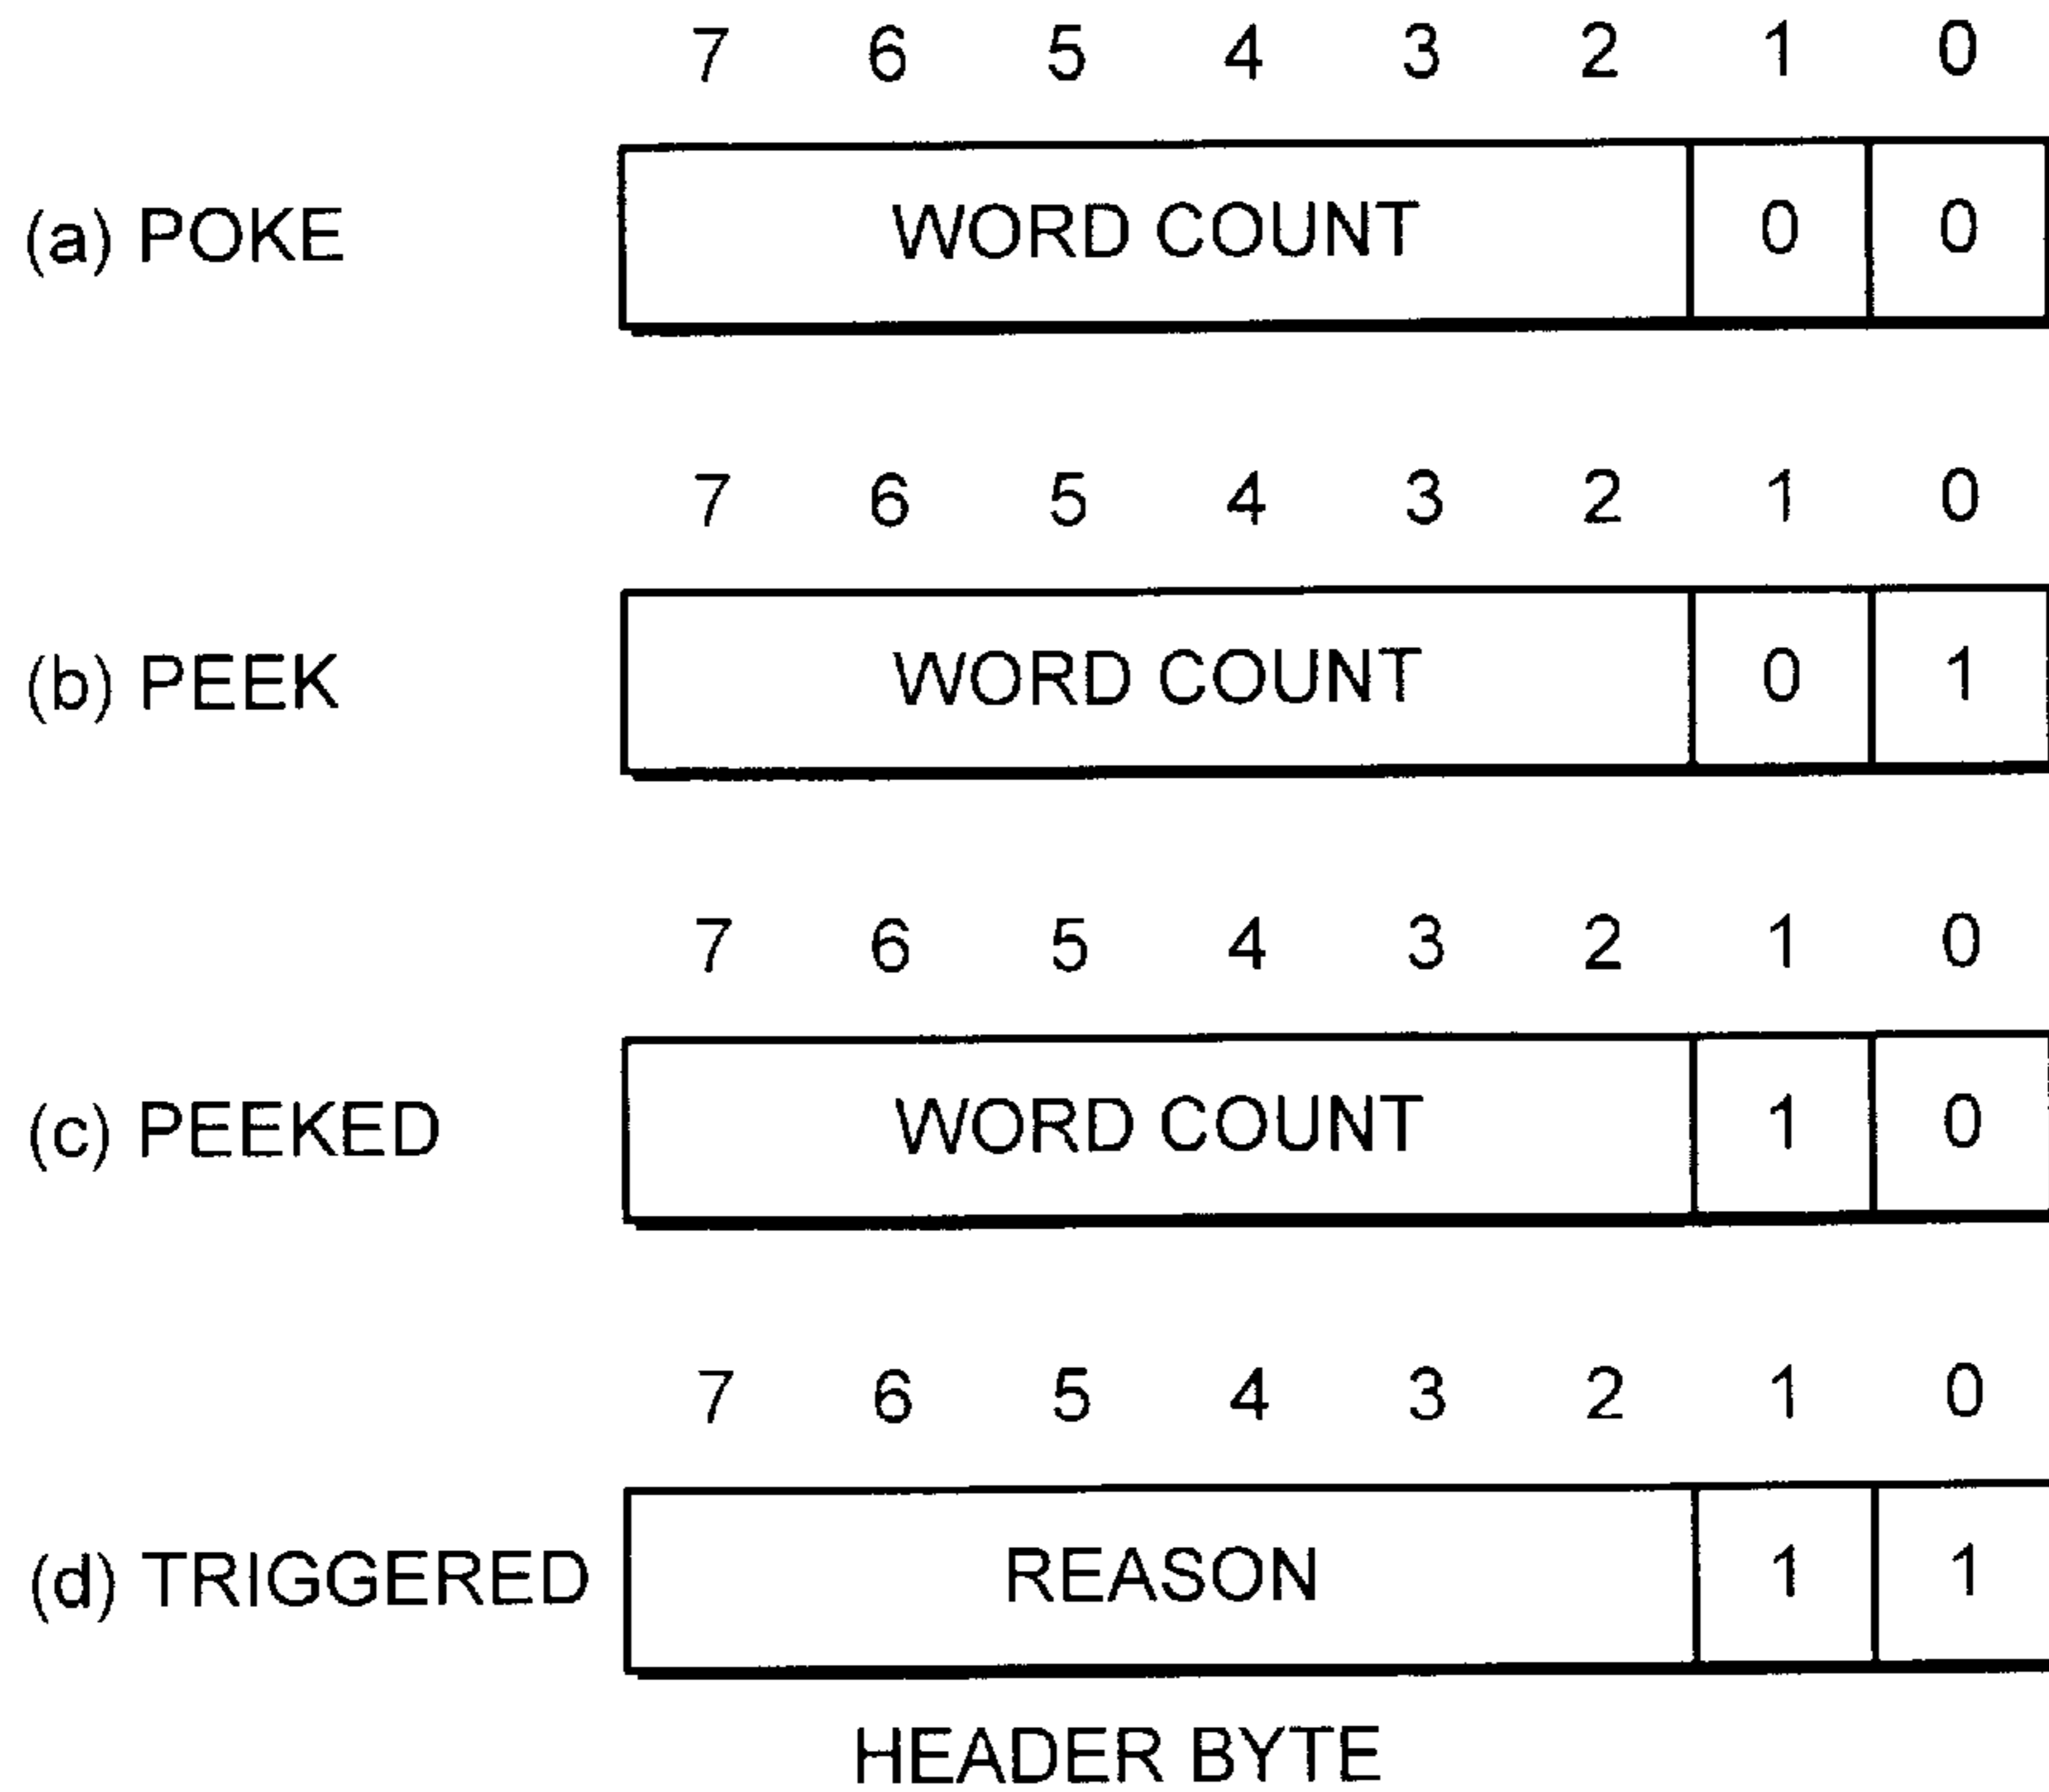 7 6 5 4 3 2 1 0
(a) POKE WORD COUNT 0 0
7 6 5 4 3 2 1 0
(b) PEEK WORD COUNT 0 1
7 6 5 4 3 2 1 0
(c) PEEKED WORD COUNT 1 0
7 6 5 4 3 2 1 0
(d) TRIGGERED REASON 1 1
HEADER BYTE